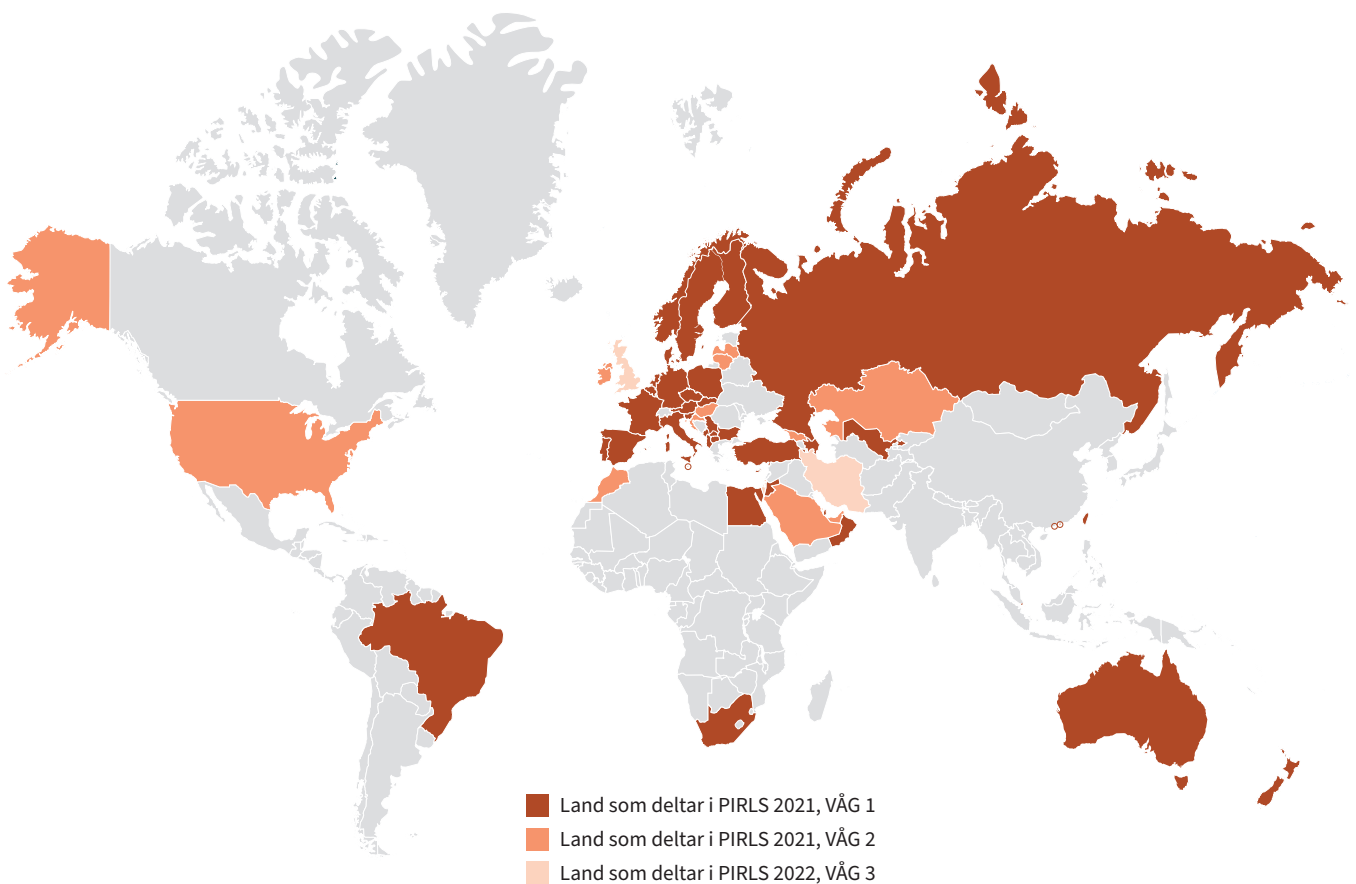 Land som deltar i PIRLS 2021, VÅG 1
Land som deltar i PIRLS 2021, VÅG 2
Land som deltar i PIRLS 2022, VÅG 3